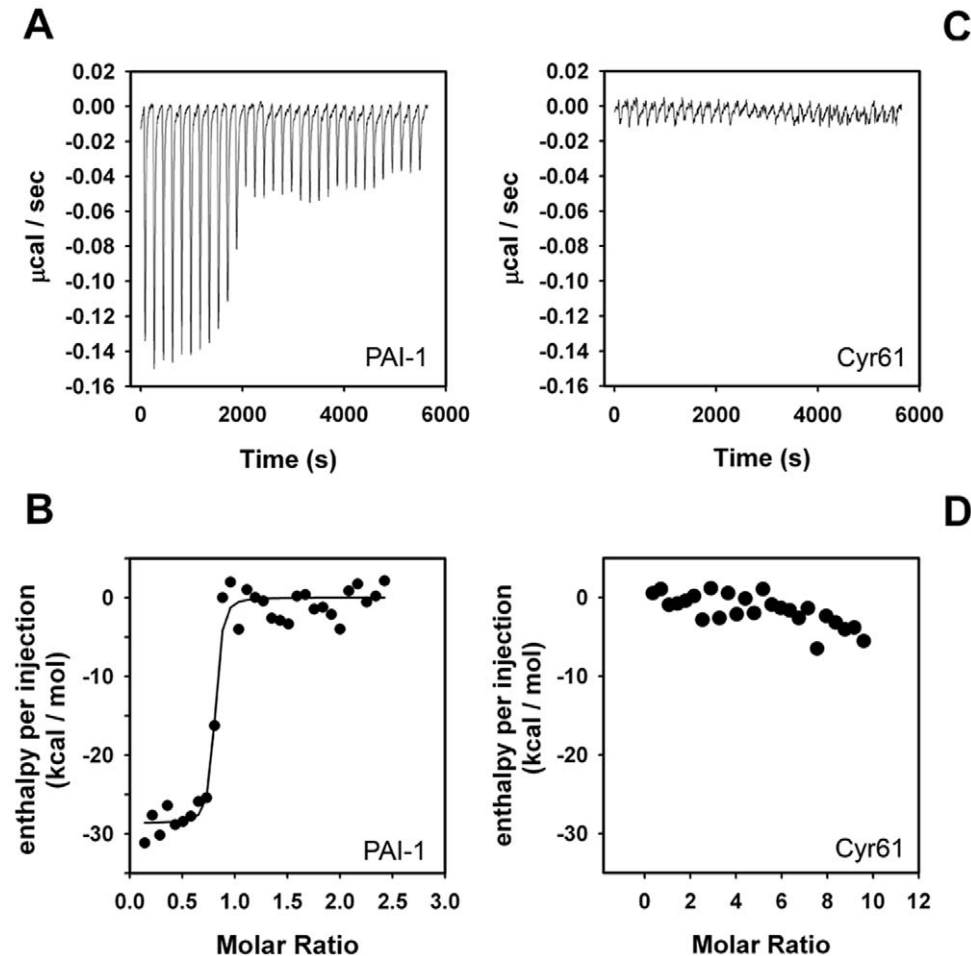 A
0.02
0.00
-0.02
-0.04
-0.06
-0.08
-0.10
-0.12
-0.14
-0.16
μcal / sec
PAI-1
0 2000 4000 6000
Time (s)
C
0.02
0.00
-0.02
-0.04
-0.06
-0.08
-0.10
-0.12
-0.14
-0.16
μcal / sec
Cyr61
0 2000 4000 6000
Time (s)
B
0
-10
-20
-30
enthalpy per injection
(kcal / mol)
PAI-1
0.0 0.5 1.0 1.5 2.0 2.5 3.0
Molar Ratio
D
0
-10
-20
-30
enthalpy per injection
(kcal / mol)
Cyr61
0 2 4 6 8 10 12
Molar Ratio